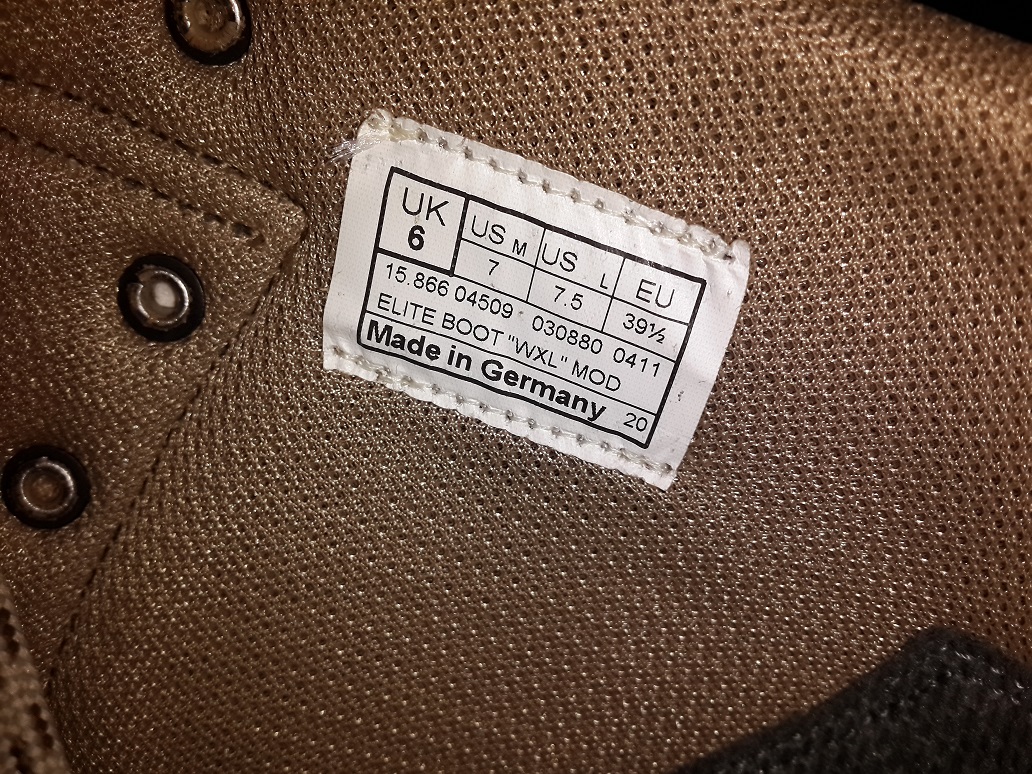 UK US M US L EU
6 7 7.5 39½
15.866 04509 030880 0411
ELITE BOOT "WXL" MOD
Made in Germany 20